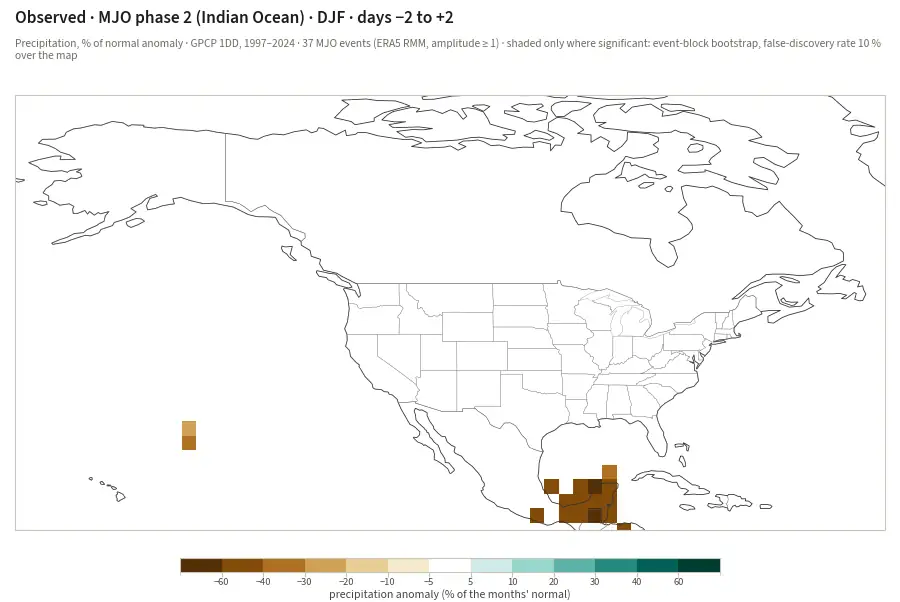 Observed · MJO phase 2 (Indian Ocean) · DJF · days −2 to +2
Precipitation, % of normal anomaly · GPCP 1DD, 1997–2024 · 37 MJO events (ERA5 RMM, amplitude ≥ 1) · shaded only where significant: event-block bootstrap, false-discovery rate 10 %
over the map
−60 −40 −30 −20 −10 −5 5 10 20 30 40 60
precipitation anomaly (% of the months' normal)